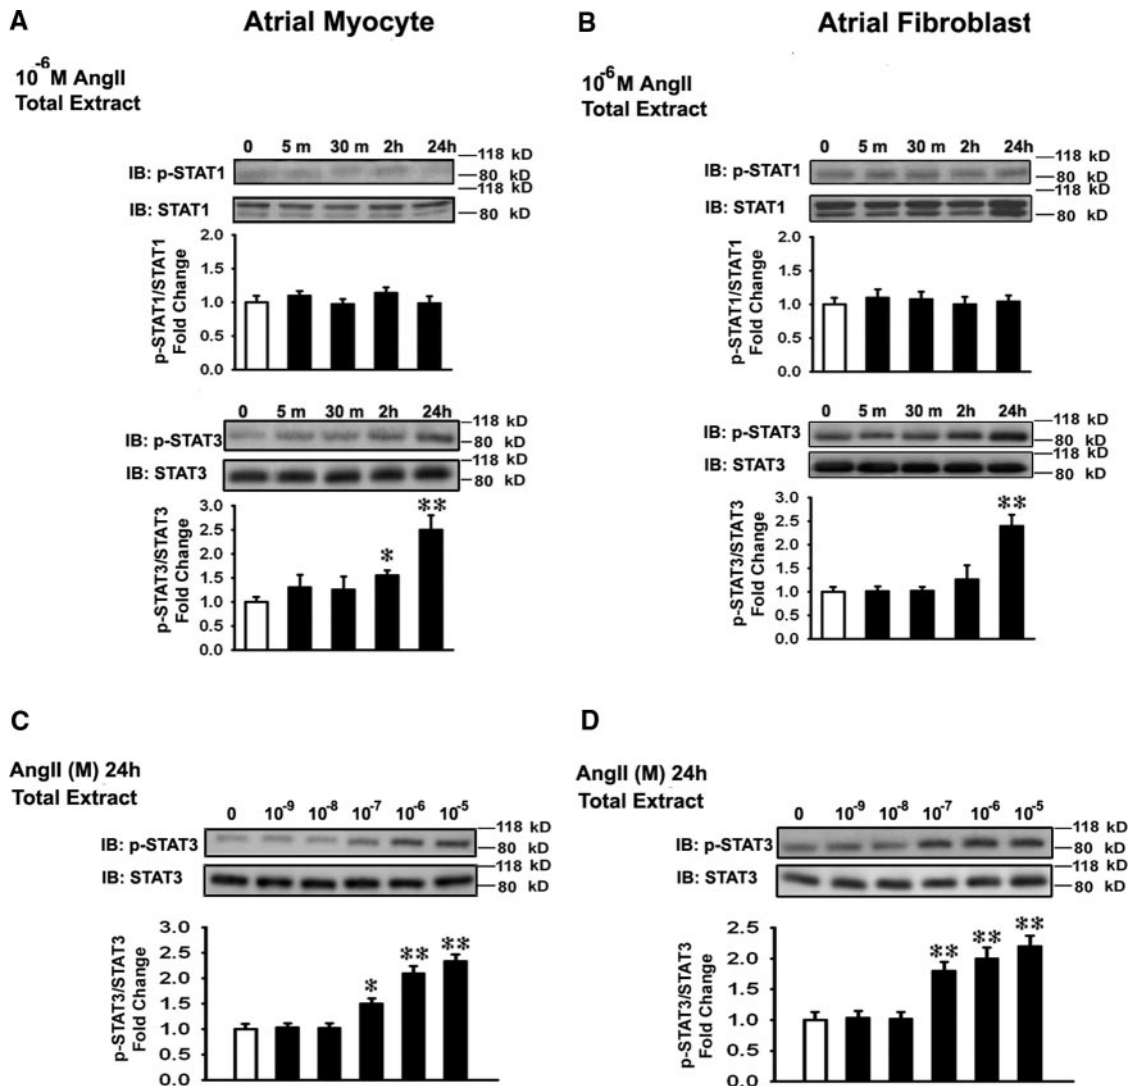 A
Atrial Myocyte
10-6M AngII
Total Extract
0 5 m 30 m 2h 24h
118 kD
IB: p-STAT1
80 kD
118 kD
IB: STAT1
80 kD
p-STAT1/STAT1
Fold Change
2.0
1.5
1.0
0.5
0.0
0 5 m 30 m 2h 24h
118 kD
IB: p-STAT3
80 kD
118 kD
IB: STAT3
80 kD
p-STAT3/STAT3
Fold Change
3.0
2.5
2.0
1.5
1.0
0.5
0.0
*
**
B
Atrial Fibroblast
10-6M AngII
Total Extract
0 5 m 30 m 2h 24h
118 kD
IB: p-STAT1
80 kD
118 kD
IB: STAT1
80 kD
p-STAT1/STAT1
Fold Change
2.0
1.5
1.0
0.5
0.0
0 5 m 30 m 2h 24h
118 kD
IB: p-STAT3
80 kD
118 kD
IB: STAT3
80 kD
p-STAT3/STAT3
Fold Change
3.0
2.5
2.0
1.5
1.0
0.5
0.0
**
C
AngII (M) 24h
Total Extract
0 10-9 10-8 10-7 10-6 10-5
118 kD
IB: p-STAT3
80 kD
118 kD
IB: STAT3
80 kD
p-STAT3/STAT3
Fold Change
3.0
2.5
2.0
1.5
1.0
0.5
0.0
* ** **
D
AngII (M) 24h
Total Extract
0 10-9 10-8 10-7 10-6 10-5
118 kD
IB: p-STAT3
80 kD
118 kD
IB: STAT3
80 kD
p-STAT3/STAT3
Fold Change
2.5
2.0
1.5
1.0
0.5
0.0
** ** **